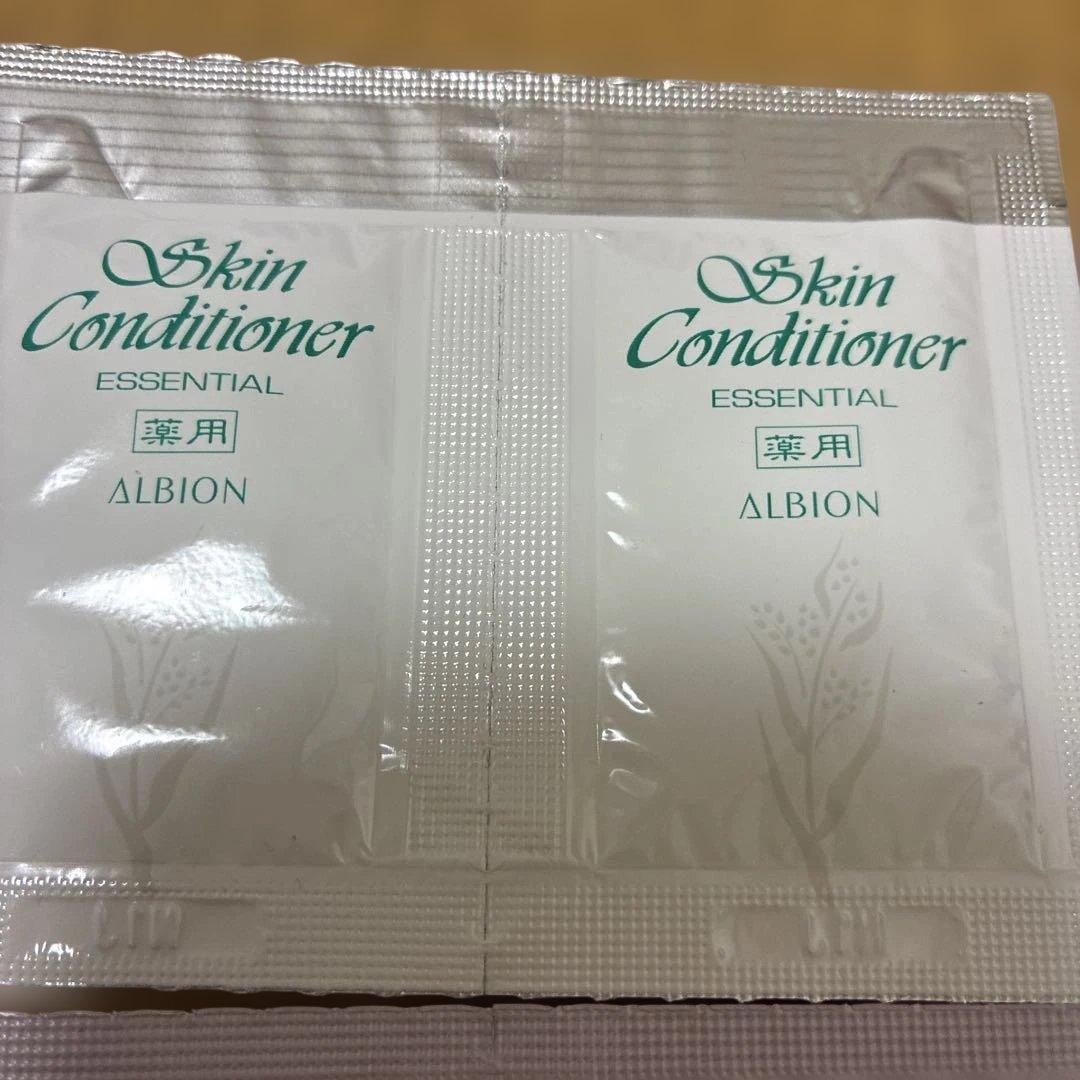 Skin
Conditioner
ESSENTIAL
薬用
ALBION
Skin
Conditioner
ESSENTIAL
薬用
ALBION